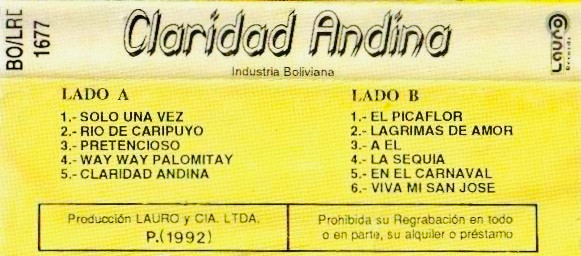 BO/LRD
1677
Claridad Andina
Industria Boliviana
Lauro
Records
LADO A
1.- SOLO UNA VEZ
2.- RIO DE CARIPUYO
3.- PRETENCIOSO
4.- WAY WAY PALOMITAY
5.- CLARIDAD ANDINA
LADO B
1.- EL PICAFLOR
2.- LAGRIMAS DE AMOR
3.- A EL
4.- LA SEQUIA
5.- EN EL CARNAVAL
6.- VIVA MI SAN JOSE
Producción LAURO y CIA. LTDA.
P.(1992)
Prohibida su Regrabación en todo
o en parte, su alquiler o préstamo